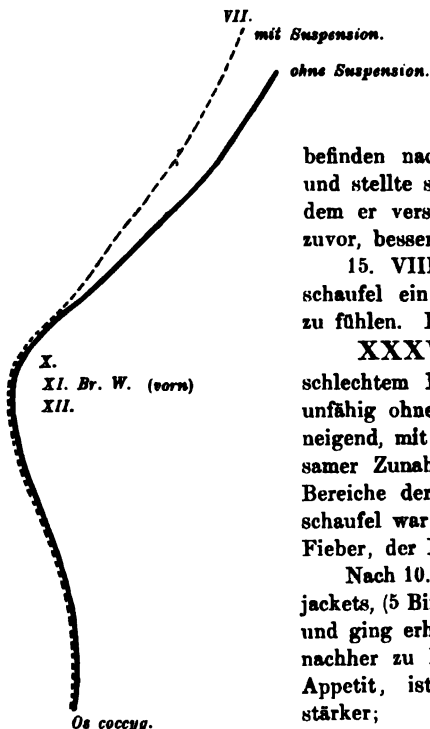 VII.
mit Suspension.
ohne Suspension.
X.
XI. Br. W. (vorn)
XII.
Os coccyg.
befinden nac
und stellte s
dem er vers
zuvor, besser
15. VIII
schaufel ein
zu fühlen.
XXXV
schlechtem
unfähig ohne
neigend, mit
samer Zunah
Bereiche der
schaufel war
Fieber, der
Nach 10.
jackets, (5 Bi
und ging erh
nachher zu
Appetit, ist
stärker;